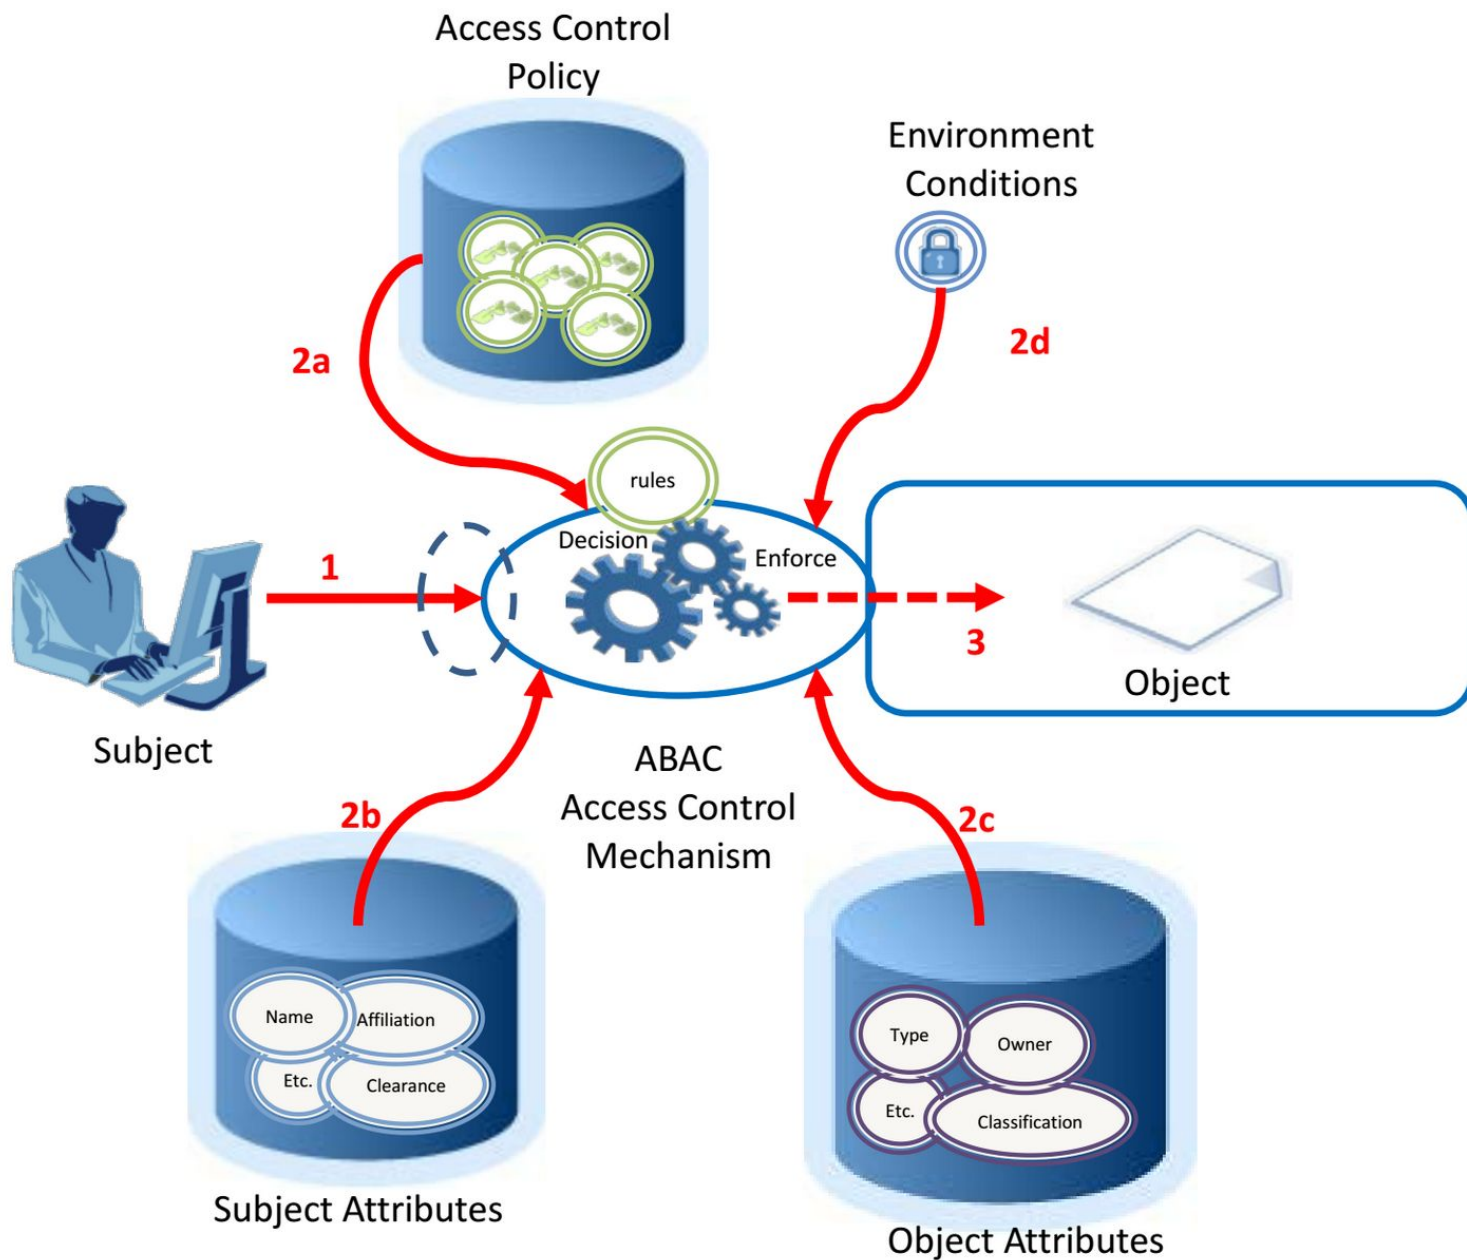 Access Control
Policy
Environment
Conditions
2a
2d
rules
Decision
Enforce
1
3
Object
Subject
ABAC
Access Control
Mechanism
2b
2c
Name
Affiliation
Etc.
Clearance
Type
Owner
Etc.
Classification
Subject Attributes
Object Attributes